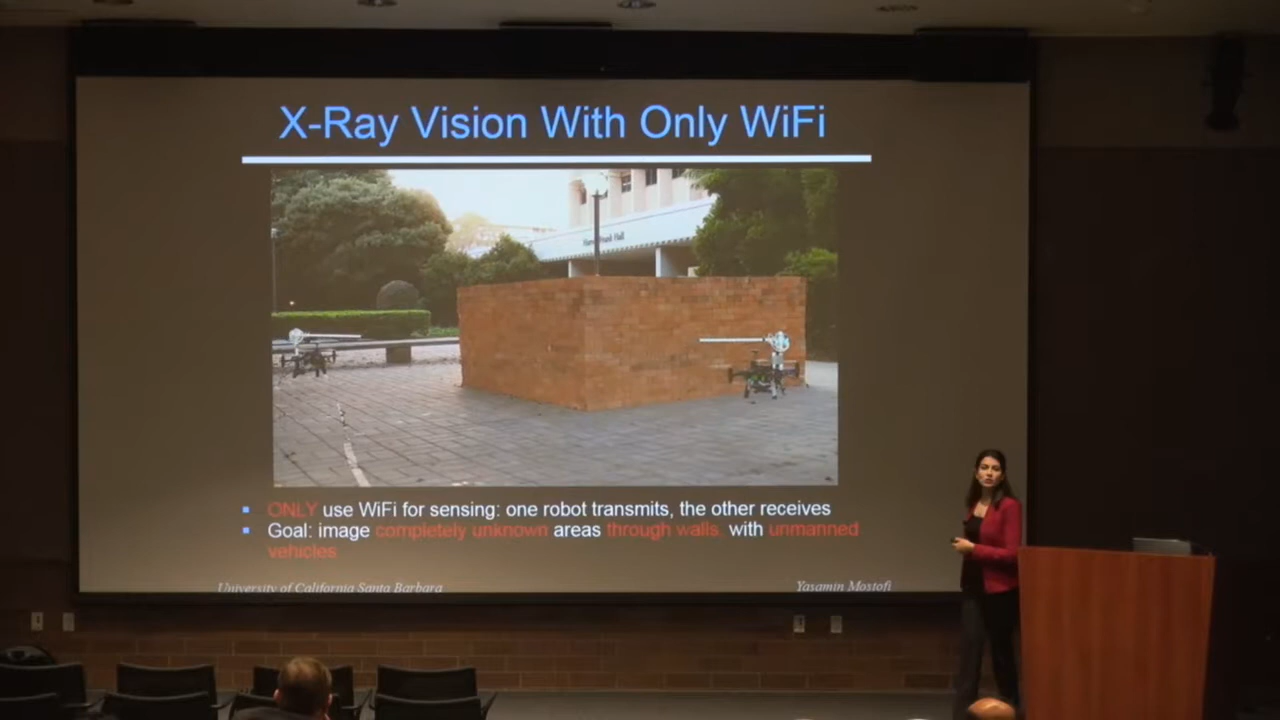 X-Ray Vision With Only WiFi
Hall
ONLY use WiFi for sensing: one robot transmits, the other receives
Goal: image completely unknown areas through walls, with unmanned
vehicles
University of California Santa Barbara
Yasamin Mostofi